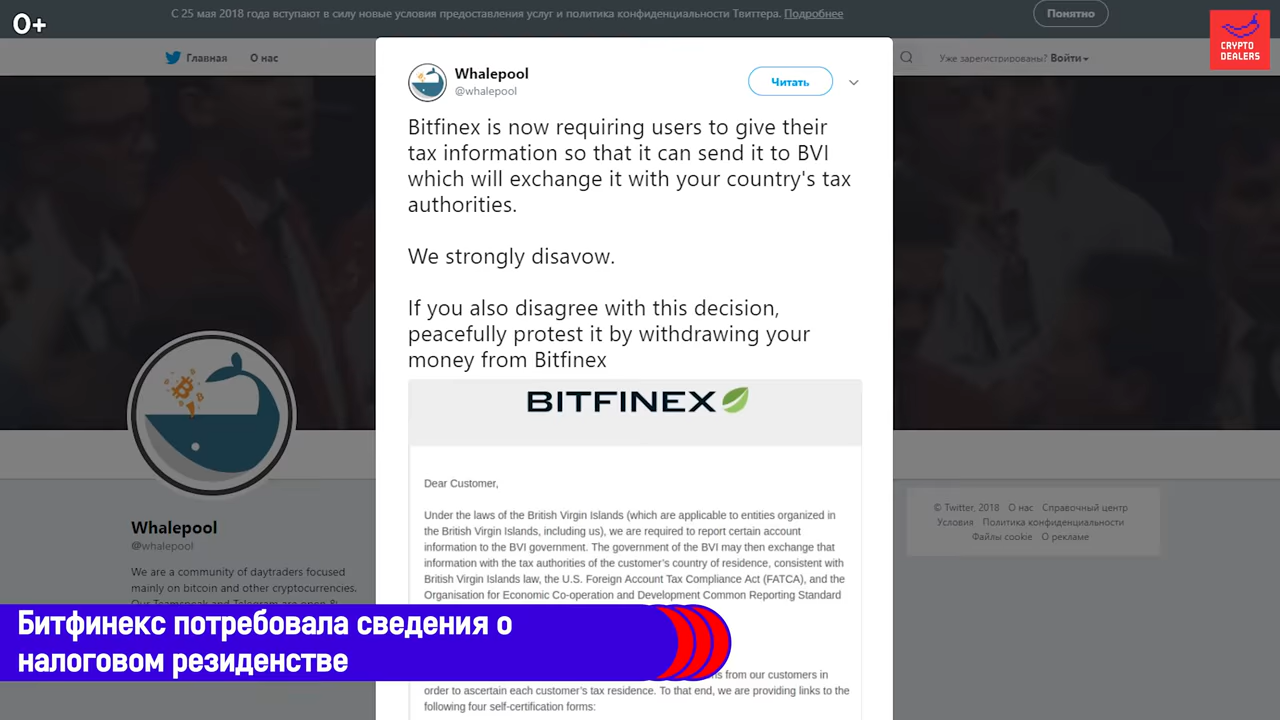 0+
С 25 мая 2018 года вступают в силу новые условия предоставления услуг и политика конфиденциальности Твиттера. Подробнее
Понятно
CRYPTO
DEALERS
Главная
О нас
Уже зарегистрированы? Войти
Whalepool
@whalepool
Читать
Bitfinex is now requiring users to give their
tax information so that it can send it to BVI
which will exchange it with your country's tax
authorities.
We strongly disavow.
If you also disagree with this decision,
peacefully protest it by withdrawing your
money from Bitfinex
BITFINEX
Dear Customer,
Under the laws of the British Virgin Islands (which are applicable to entities organized in
the British Virgin Islands, including us), we are required to report certain account
information to the BVI government. The government of the BVI may then exchange that
information with the tax authorities of the customer's country of residence, consistent with
British Virgin Islands law, the U.S. Foreign Account Tax Compliance Act (FATCA), and the
Organisation for Economic Co-operation and Development Common Reporting Standard
from our customers in
order to ascertain each customer's tax residence. To that end, we are providing links to the
following four self-certification forms:
Whalepool
@whalepool
We are a community of daytraders focused
mainly on bitcoin and other cryptocurrencies.
Our Teamspeak and Telegram are open &
© Twitter, 2018 О нас Справочный центр
Условия Политика конфиденциальности
Файлы cookie О рекламе
Битфинекс потребовала сведения о
налоговом резиденстве